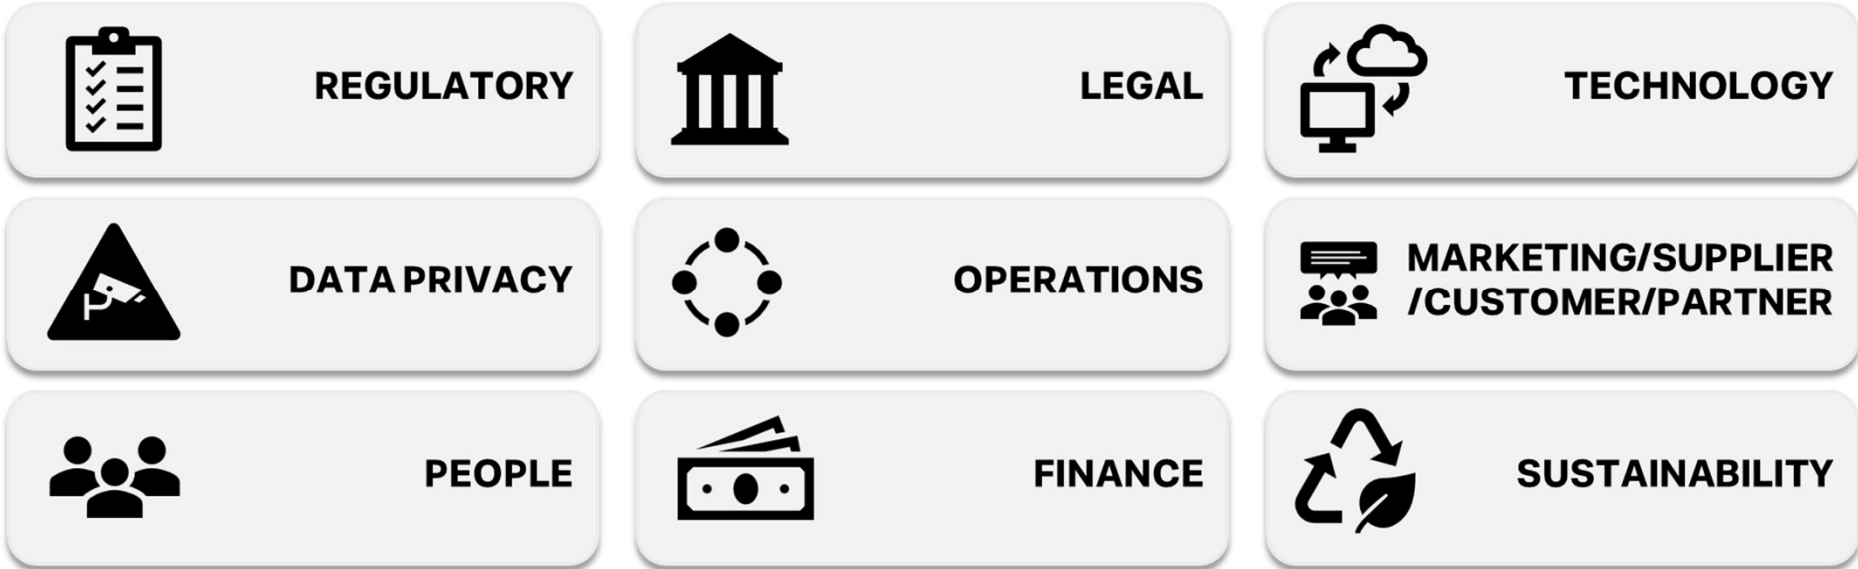 REGULATORY
LEGAL
TECHNOLOGY
DATA PRIVACY
OPERATIONS
MARKETING/SUPPLIER
/CUSTOMER/PARTNER
PEOPLE
FINANCE
SUSTAINABILITY